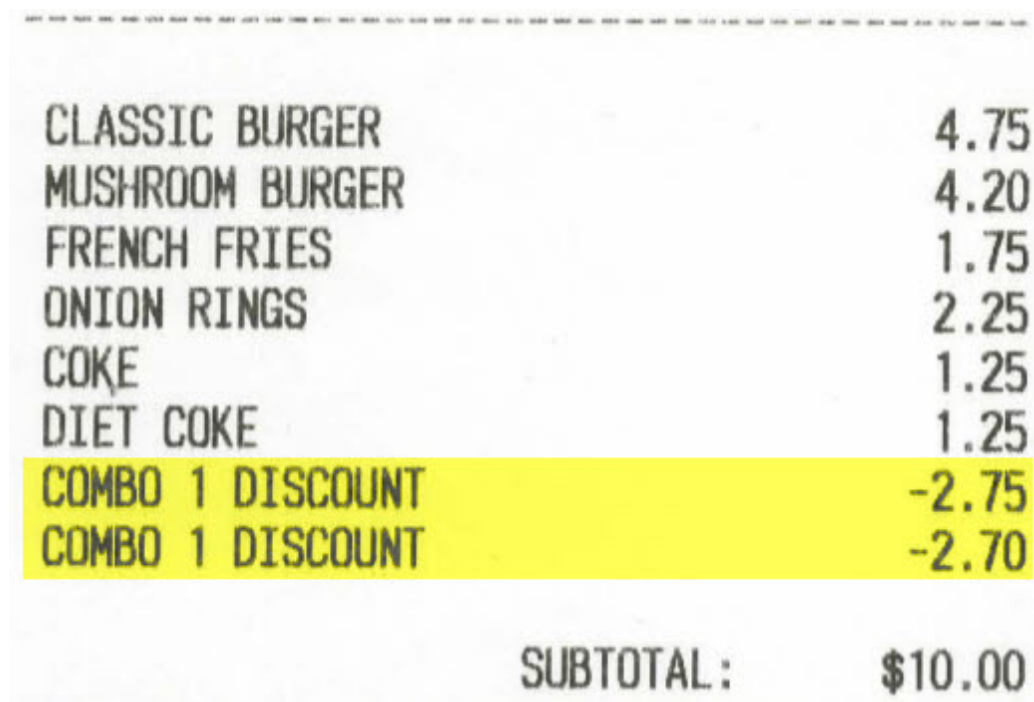 CLASSIC BURGER 4.75
MUSHROOM BURGER 4.20
FRENCH FRIES 1.75
ONION RINGS 2.25
COKE 1.25
DIET COKE 1.25
COMBO 1 DISCOUNT -2.75
COMBO 1 DISCOUNT -2.70
SUBTOTAL: $10.00